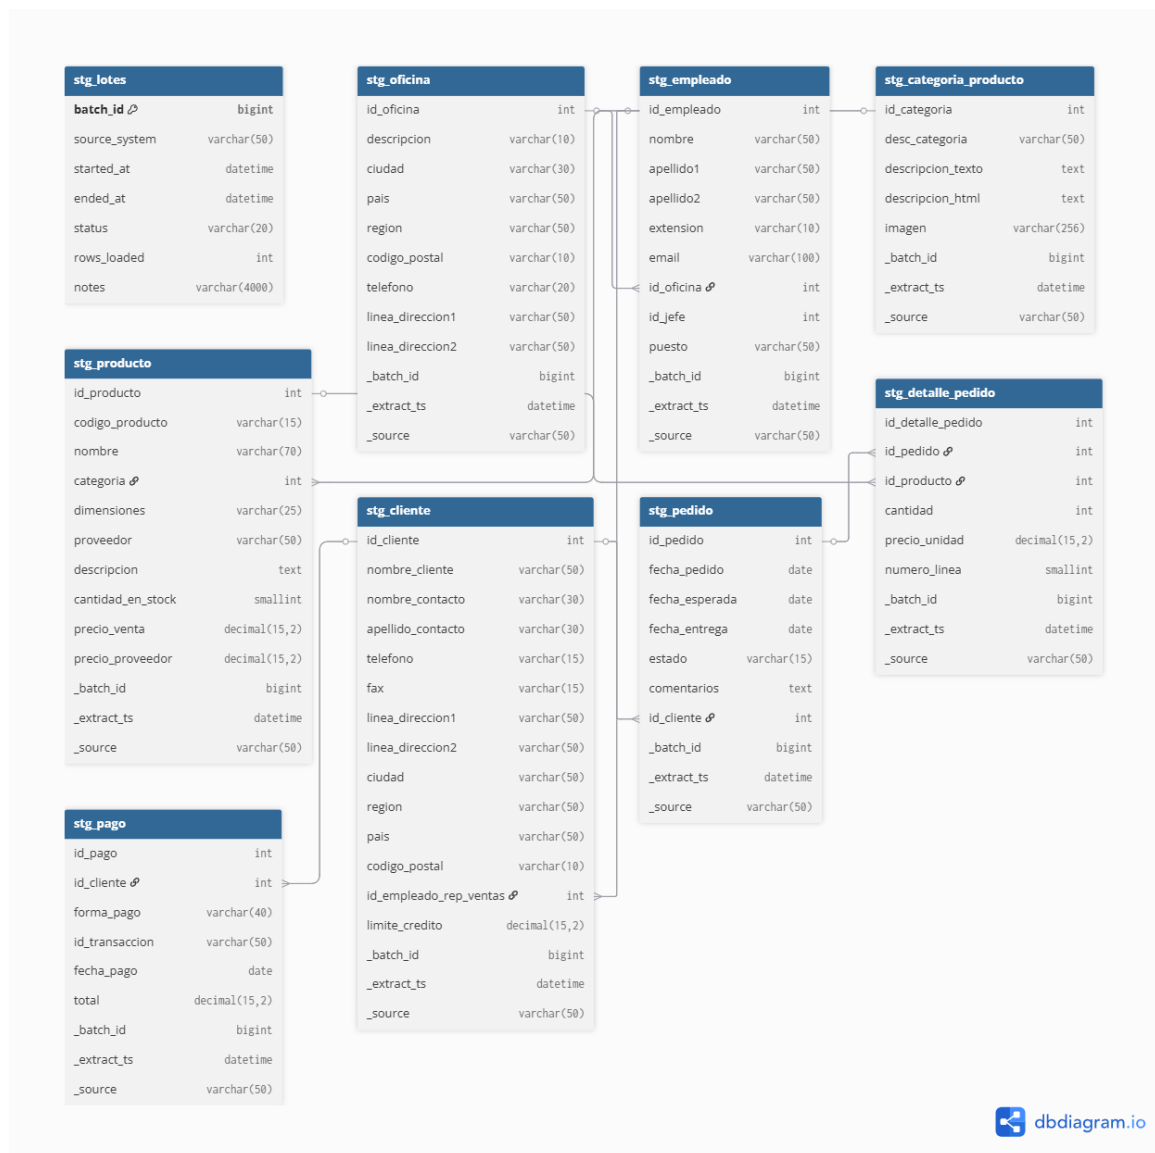 stg_lotes
batch_id bigint
source_system varchar(50)
started_at datetime
ended_at datetime
status varchar(20)
rows_loaded int
notes varchar(4000)
stg_oficina
id_oficina int
descripcion varchar(10)
ciudad varchar(30)
pais varchar(50)
region varchar(50)
codigo_postal varchar(10)
telefono varchar(20)
linea_direccion1 varchar(50)
linea_direccion2 varchar(50)
_batch_id bigint
_extract_ts datetime
_source varchar(50)
stg_empleado
id_empleado int
nombre varchar(50)
apellido1 varchar(50)
apellido2 varchar(50)
extension varchar(10)
email varchar(100)
id_oficina int
id_jefe int
puesto varchar(50)
_batch_id bigint
_extract_ts datetime
_source varchar(50)
stg_categoria_producto
id_categoria int
desc_categoria varchar(50)
descripcion_texto text
descripcion_html text
imagen varchar(256)
_batch_id bigint
_extract_ts datetime
_source varchar(50)
stg_producto
id_producto int
codigo_producto varchar(15)
nombre varchar(70)
categoria int
dimensiones varchar(25)
proveedor varchar(50)
descripcion text
cantidad_en_stock smallint
precio_venta decimal(15,2)
precio_proveedor decimal(15,2)
_batch_id bigint
_extract_ts datetime
_source varchar(50)
stg_detalle_pedido
id_detalle_pedido int
id_pedido int
id_producto int
cantidad int
precio_unidad decimal(15,2)
numero_linea smallint
_batch_id bigint
_extract_ts datetime
_source varchar(50)
stg_cliente
id_cliente int
nombre_cliente varchar(50)
nombre_contacto varchar(30)
apellido_contacto varchar(30)
telefono varchar(15)
fax varchar(15)
linea_direccion1 varchar(50)
linea_direccion2 varchar(50)
ciudad varchar(50)
region varchar(50)
pais varchar(50)
codigo_postal varchar(10)
id_empleado_rep_ventas int
limite_credito decimal(15,2)
_batch_id bigint
_extract_ts datetime
_source varchar(50)
stg_pedido
id_pedido int
fecha_pedido date
fecha_esperada date
fecha_entrega date
estado varchar(15)
comentarios text
id_cliente int
_batch_id bigint
_extract_ts datetime
_source varchar(50)
stg_pago
id_pago int
id_cliente int
forma_pago varchar(40)
id_transaccion varchar(50)
fecha_pago date
total decimal(15,2)
_batch_id bigint
_extract_ts datetime
_source varchar(50)
dbdiagram.io